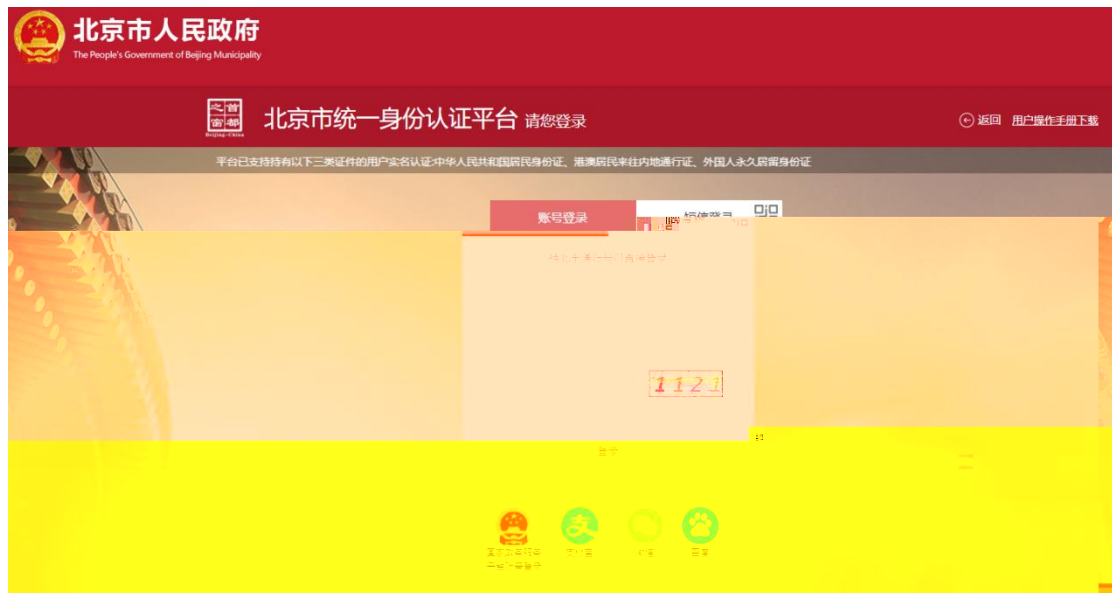 北京市人民政府
The People's Government of Beijing Municipality
之首
窗都
Beijing-China
北京市统一身份认证平台 请您登录
返回 用户操作手册下载
平台已支持持有以下三类证件的用户实名认证:中华人民共和国居民身份证、港澳居民来往内地通行证、外国人永久居留身份证
账号登录
1121
登录
支付宝